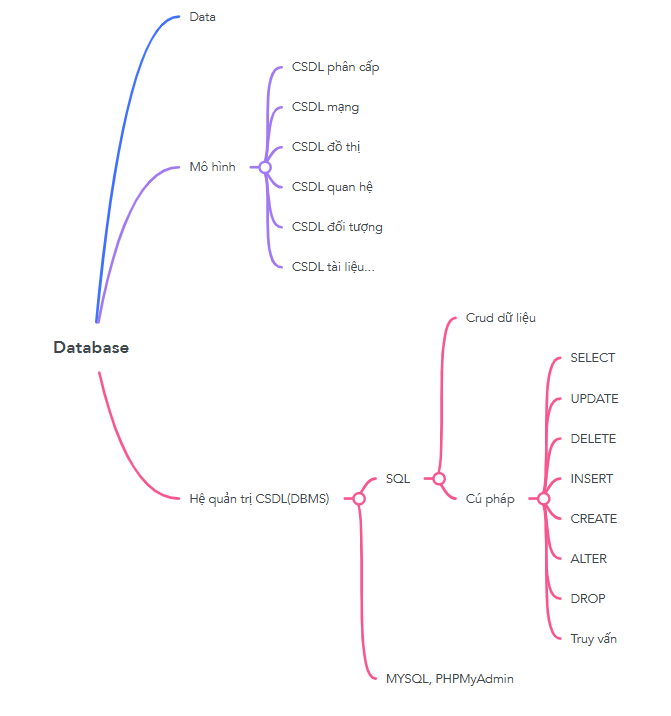 Data
Mô hình
CSDL phân cấp
CSDL mạng
CSDL đồ thị
CSDL quan hệ
CSDL đối tượng
CSDL tài liệu...
Database
Hệ quản trị CSDL(DBMS)
SQL
Crud dữ liệu
Cú pháp
SELECT
UPDATE
DELETE
INSERT
CREATE
ALTER
DROP
Truy vấn
MYSQL, PHPMyAdmin